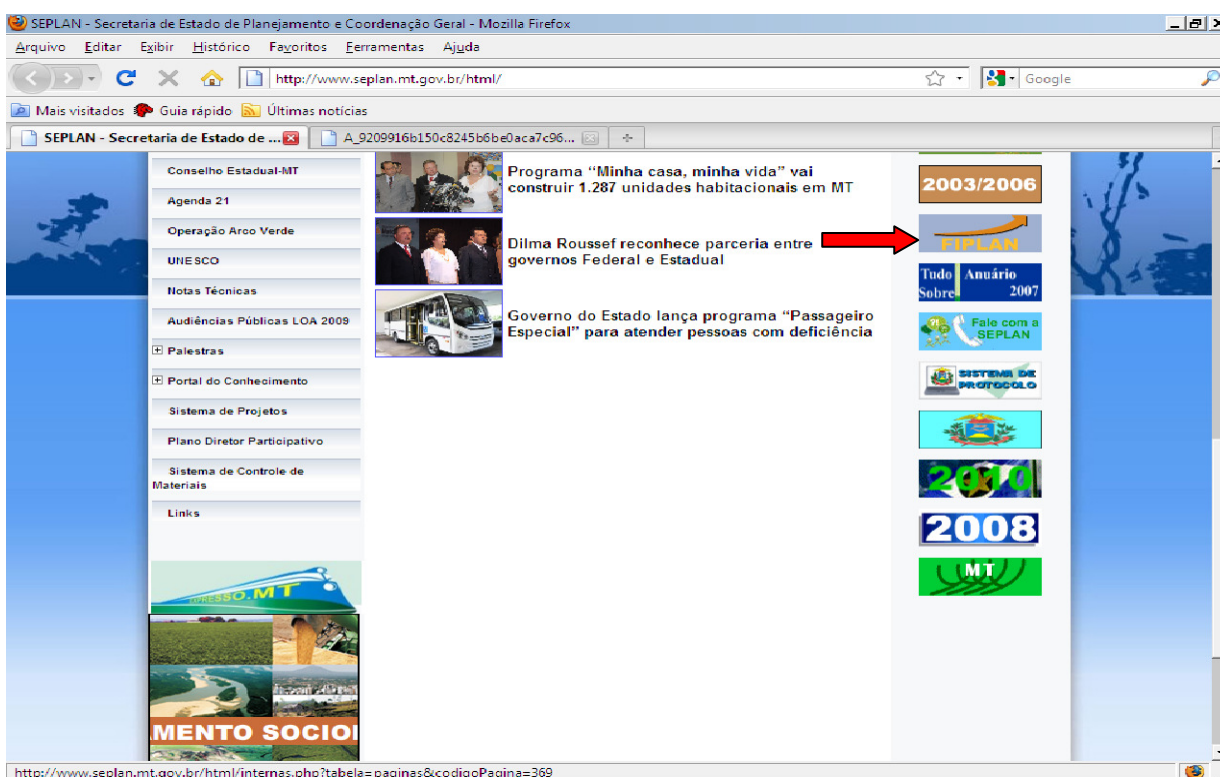 SEPLAN - Secretaria de Estado de Planejamento e Coordenação Geral - Mozilla Firefox
Arquivo Editar Exibir Histórico Favoritos Ferramentas Ajuda
http://www.seplan.mt.gov.br/html/
Google
Mais visitados Guia rápido Últimas notícias
SEPLAN - Secretaria de Estado de ...
A_9209916b150c8245b6be0aca7c96...
Conselho Estadual-MT
Agenda 21
Operação Arco Verde
UNESCO
Notas Técnicas
Audiências Públicas LOA 2009
Palestras
Portal do Conhecimento
Sistema de Projetos
Plano Diretor Participativo
Sistema de Controle de
Materiais
Links
EXPRESSO.MT
MENTO SOCIO
Programa “Minha casa, minha vida” vai
construir 1.287 unidades habitacionais em MT
Dilma Roussef reconhece parceria entre
governos Federal e Estadual
Governo do Estado lança programa “Passageiro
Especial” para atender pessoas com deficiência
2003/2006
FIPLAN
Tudo Anuário
Sobre 2007
Fale com a
SEPLAN
SISTEMA DE
PROTOCOLO
2010
2008
MT
http://www.seplan.mt.gov.br/html/internas.php?tabela=paginas&codigoPagina=369